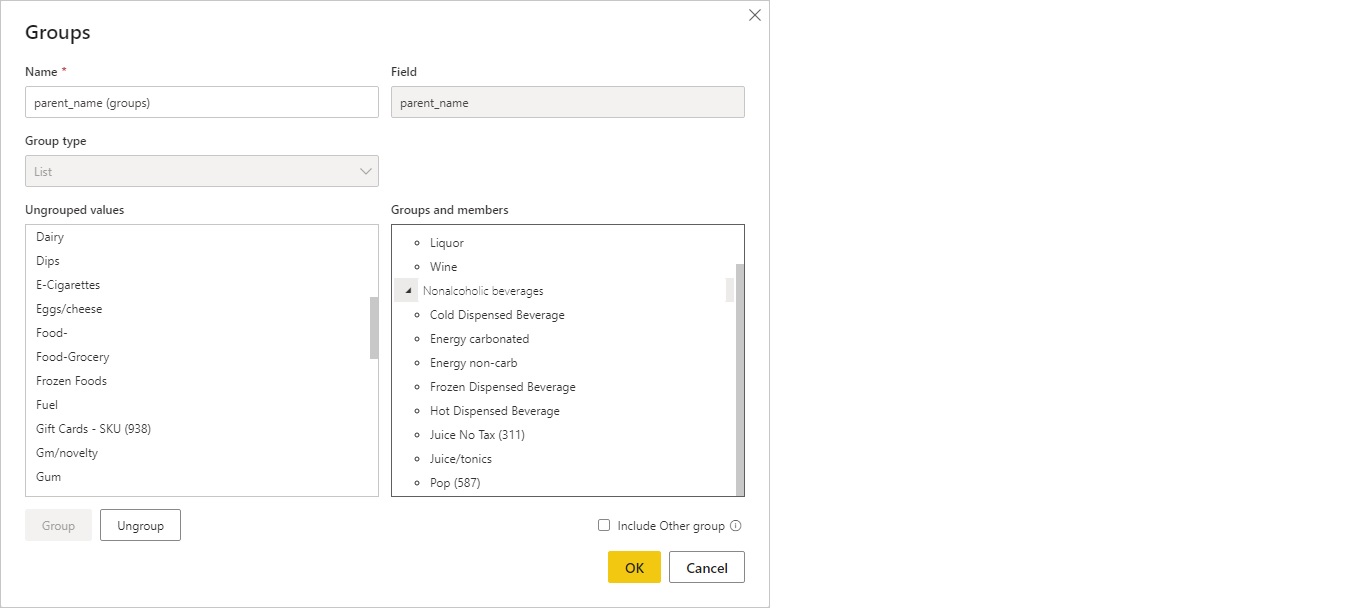 Groups
Name *
Field
parent_name (groups)
parent_name
Group type
List
Ungrouped values
Groups and members
Dairy
Dips
E-Cigarettes
Eggs/cheese
Food-
Food-Grocery
Frozen Foods
Fuel
Gift Cards - SKU (938)
Gm/novelty
Gum
Liquor
Wine
Nonalcoholic beverages
Cold Dispensed Beverage
Energy carbonated
Energy non-carb
Frozen Dispensed Beverage
Hot Dispensed Beverage
Juice No Tax (311)
Juice/tonics
Pop (587)
Group
Ungroup
Include Other group
OK
Cancel